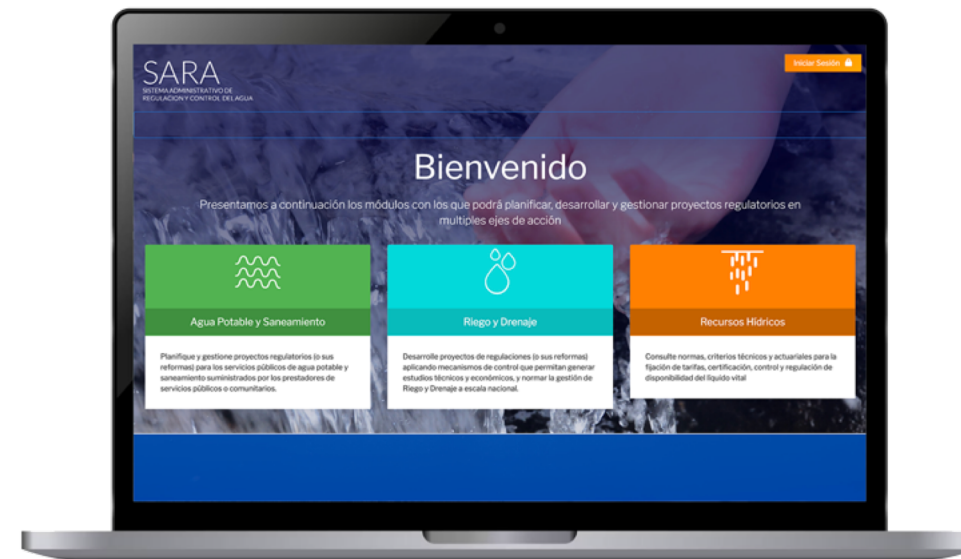 SARA
SISTEMA ADMINISTRATIVO DE
REGULACION Y CONTROL DEL AGUA
Iniciar Sesión
Bienvenido
Presentamos a continuación los módulos con los que podrá planificar, desarrollar y gestionar proyectos regulatorios en
multiples ejes de acción
Agua Potable y Saneamiento
Planifique y gestione proyectos regulatorios (o sus
reformas) para los servicios públicos de agua potable y
saneamiento suministrados por los prestadores de
servicios públicos o comunitarios.
Riego y Drenaje
Desarrolle proyectos de regulaciones (o sus reformas)
aplicando mecanismos de control que permitan generar
estudios técnicos y económicos, y normar la gestión de
Riego y Drenaje a escala nacional.
Recursos Hídricos
Consulte normas, criterios técnicos y actuariales para la
fijación de tarifas, certificación, control y regulación de
disponibilidad del líquido vital